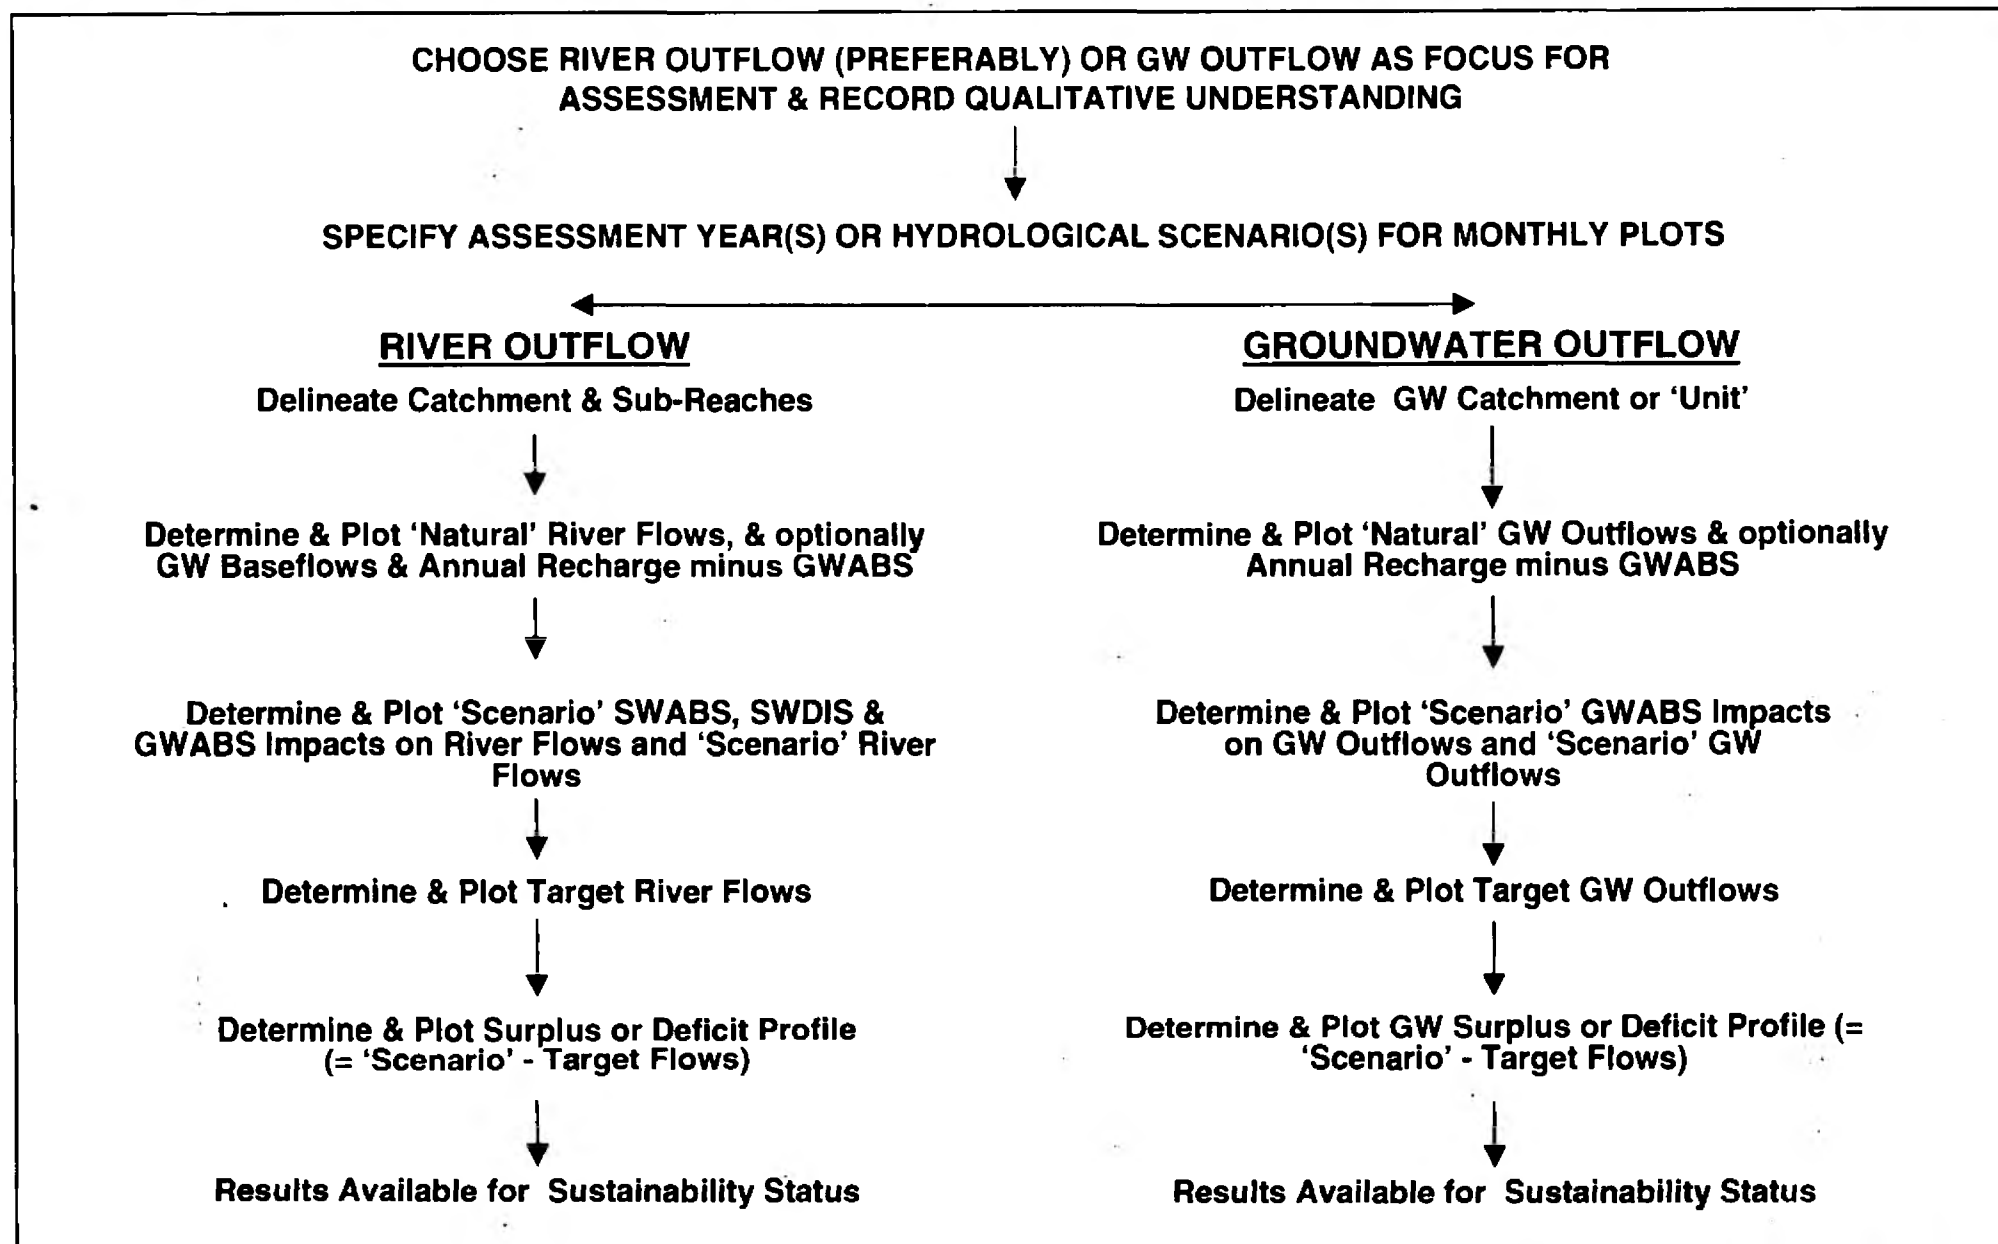 CHOOSE RIVER OUTFLOW (PREFERABLY) OR GW OUTFLOW AS FOCUS FOR
ASSESSMENT & RECORD QUALITATIVE UNDERSTANDING
SPECIFY ASSESSMENT YEAR(S) OR HYDROLOGICAL SCENARIO(S) FOR MONTHLY PLOTS
RIVER OUTFLOW
Delineate Catchment & Sub-Reaches
Determine & Plot ‘Natural’ River Flows, & optionally
GW Baseflows & Annual Recharge minus GWABS
Determine & Plot ‘Scenario’ SWABS, SWDIS &
GWABS Impacts on River Flows and ‘Scenario’ River
Flows
Determine & Plot Target River Flows
Determine & Plot Surplus or Deficit Profile
(= ‘Scenario’ - Target Flows)
Results Available for Sustainability Status
GROUNDWATER OUTFLOW
Delineate GW Catchment or ‘Unit’
Determine & Plot ‘Natural’ GW Outflows & optionally
Annual Recharge minus GWABS
Determine & Plot ‘Scenario’ GWABS Impacts
on GW Outflows and ‘Scenario’ GW
Outflows
Determine & Plot Target GW Outflows
Determine & Plot GW Surplus or Deficit Profile (=
‘Scenario’ - Target Flows)
Results Available for Sustainability Status